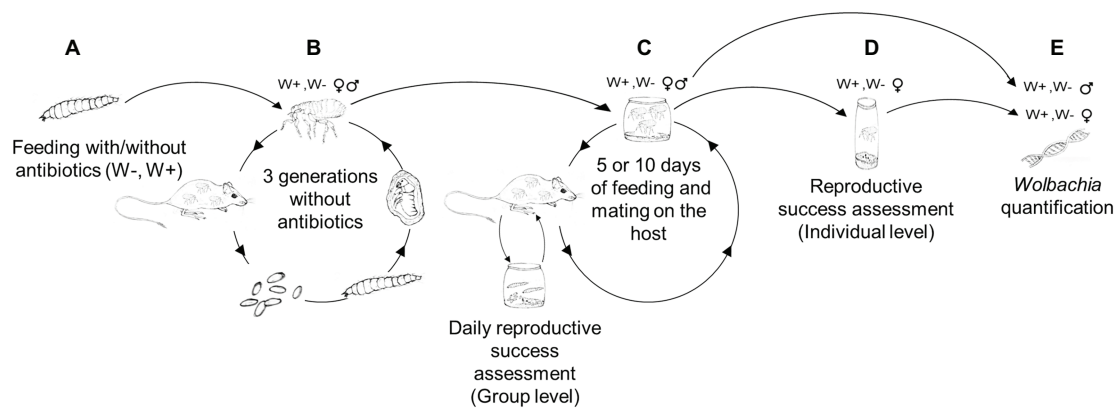 A
Feeding with/without
antibiotics (W-, W+)
B
W+ ,W- ♀♂
3 generations
without
antibiotics
C
W+ ,W- ♀♂
5 or 10 days
of feeding and
mating on the
host
Daily reproductive
success
assessment
(Group level)
D
W+ ,W- ♀
Reproductive
success assessment
(Individual level)
E
W+ ,W- ♂
W+ ,W- ♀
Wolbachia
quantification